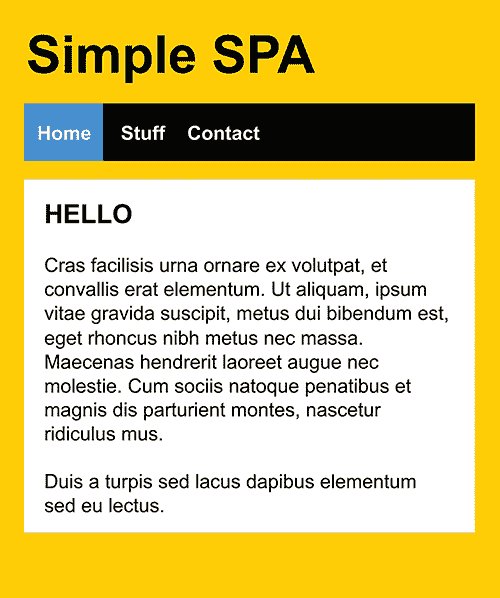 Simple SPA
Home Stuff Contact
HELLO
Cras facilisis urna ornare ex volutpat, et
convallis erat elementum. Ut aliquam, ipsum
vitae gravida suscipit, metus dui bibendum est,
eget rhoncus nibh metus nec massa.
Maecenas hendrerit laoreet augue nec
molestie. Cum sociis natoque penatibus et
magnis dis parturient montes, nascetur
ridiculus mus.
Duis a turpis sed lacus dapibus elementum
sed eu lectus.